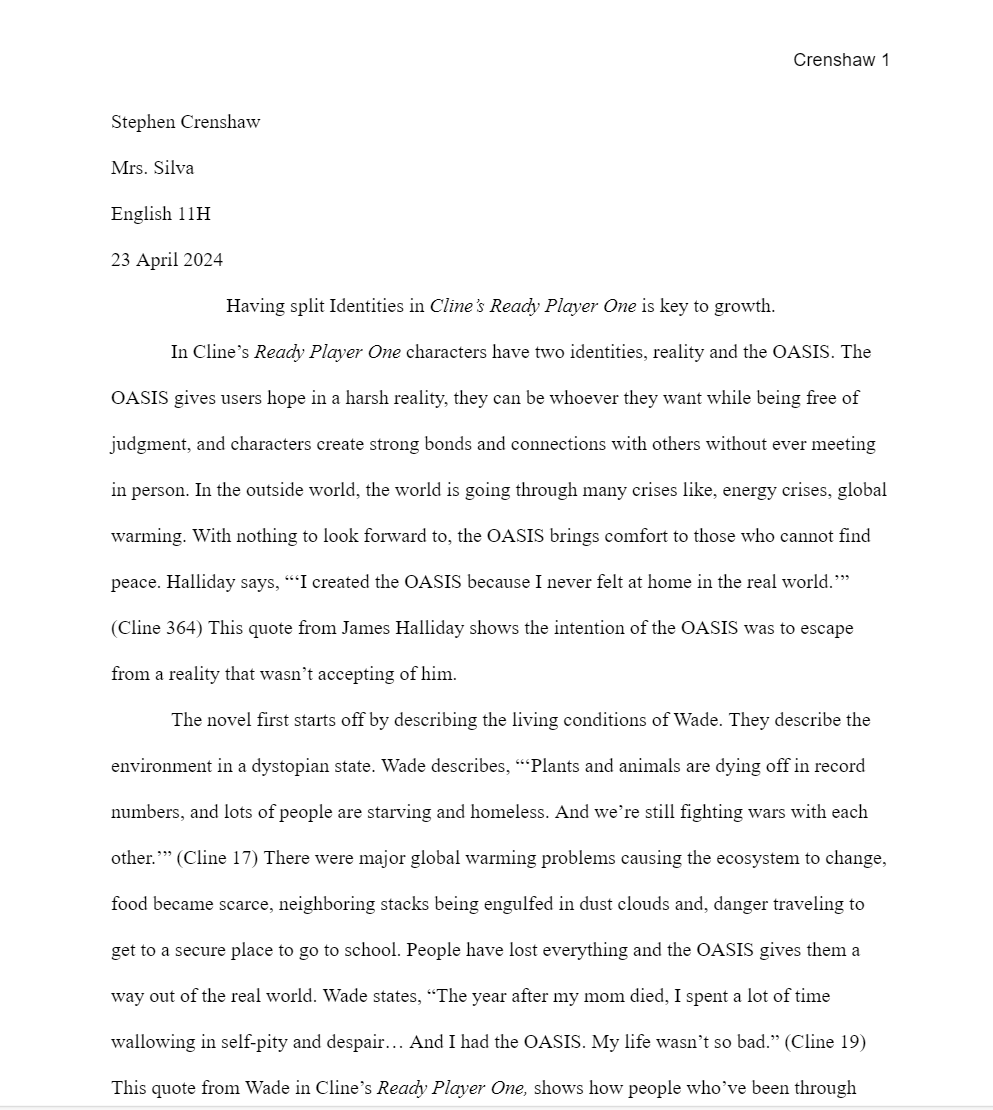 Crenshaw 1
Stephen Crenshaw
Mrs. Silva
English 11H
23 April 2024
Having split Identities in Cline’s Ready Player One is key to growth.
In Cline’s Ready Player One characters have two identities, reality and the OASIS. The
OASIS gives users hope in a harsh reality, they can be whoever they want while being free of
judgment, and characters create strong bonds and connections with others without ever meeting
in person. In the outside world, the world is going through many crises like, energy crises, global
warming. With nothing to look forward to, the OASIS brings comfort to those who cannot find
peace. Halliday says, “‘I created the OASIS because I never felt at home in the real world.’”
(Cline 364) This quote from James Halliday shows the intention of the OASIS was to escape
from a reality that wasn’t accepting of him.
The novel first starts off by describing the living conditions of Wade. They describe the
environment in a dystopian state. Wade describes, “‘Plants and animals are dying off in record
numbers, and lots of people are starving and homeless. And we’re still fighting wars with each
other.’” (Cline 17) There were major global warming problems causing the ecosystem to change,
food became scarce, neighboring stacks being engulfed in dust clouds and, danger traveling to
get to a secure place to go to school. People have lost everything and the OASIS gives them a
way out of the real world. Wade states, “The year after my mom died, I spent a lot of time
wallowing in self-pity and despair… And I had the OASIS. My life wasn’t so bad.” (Cline 19)
This quote from Wade in Cline’s Ready Player One, shows how people who’ve been through